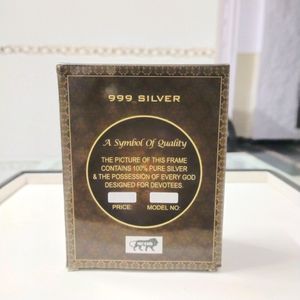 999 SILVER
A Symbol Of Quality
THE PICTURE OF THIS FRAME
CONTAINS 100% PURE SILVER
& THE POSSESSION OF EVERY GOD
DESIGNED FOR DEVOTEES.
PRICE: MODEL NO: